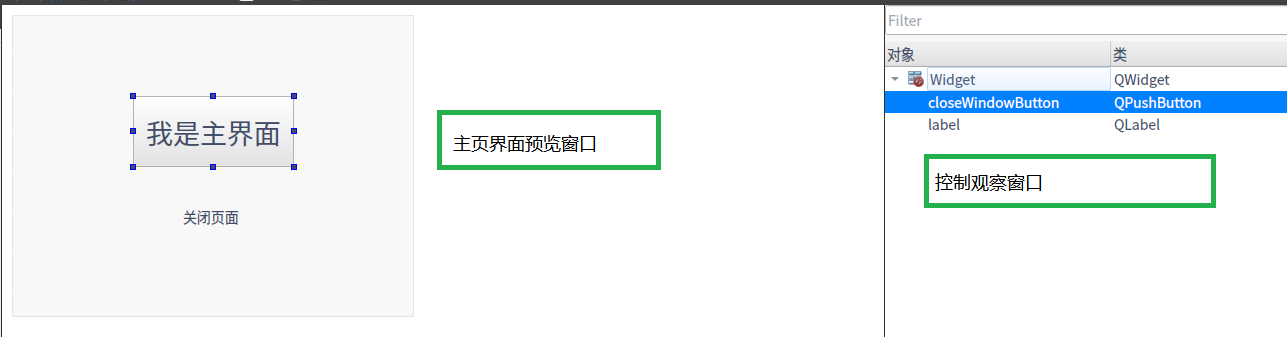 我是主界面
关闭页面
主页界面预览窗口
Filter
对象 类
Widget QWidget
closeWindowButton QPushButton
label QLabel
控制观察窗口